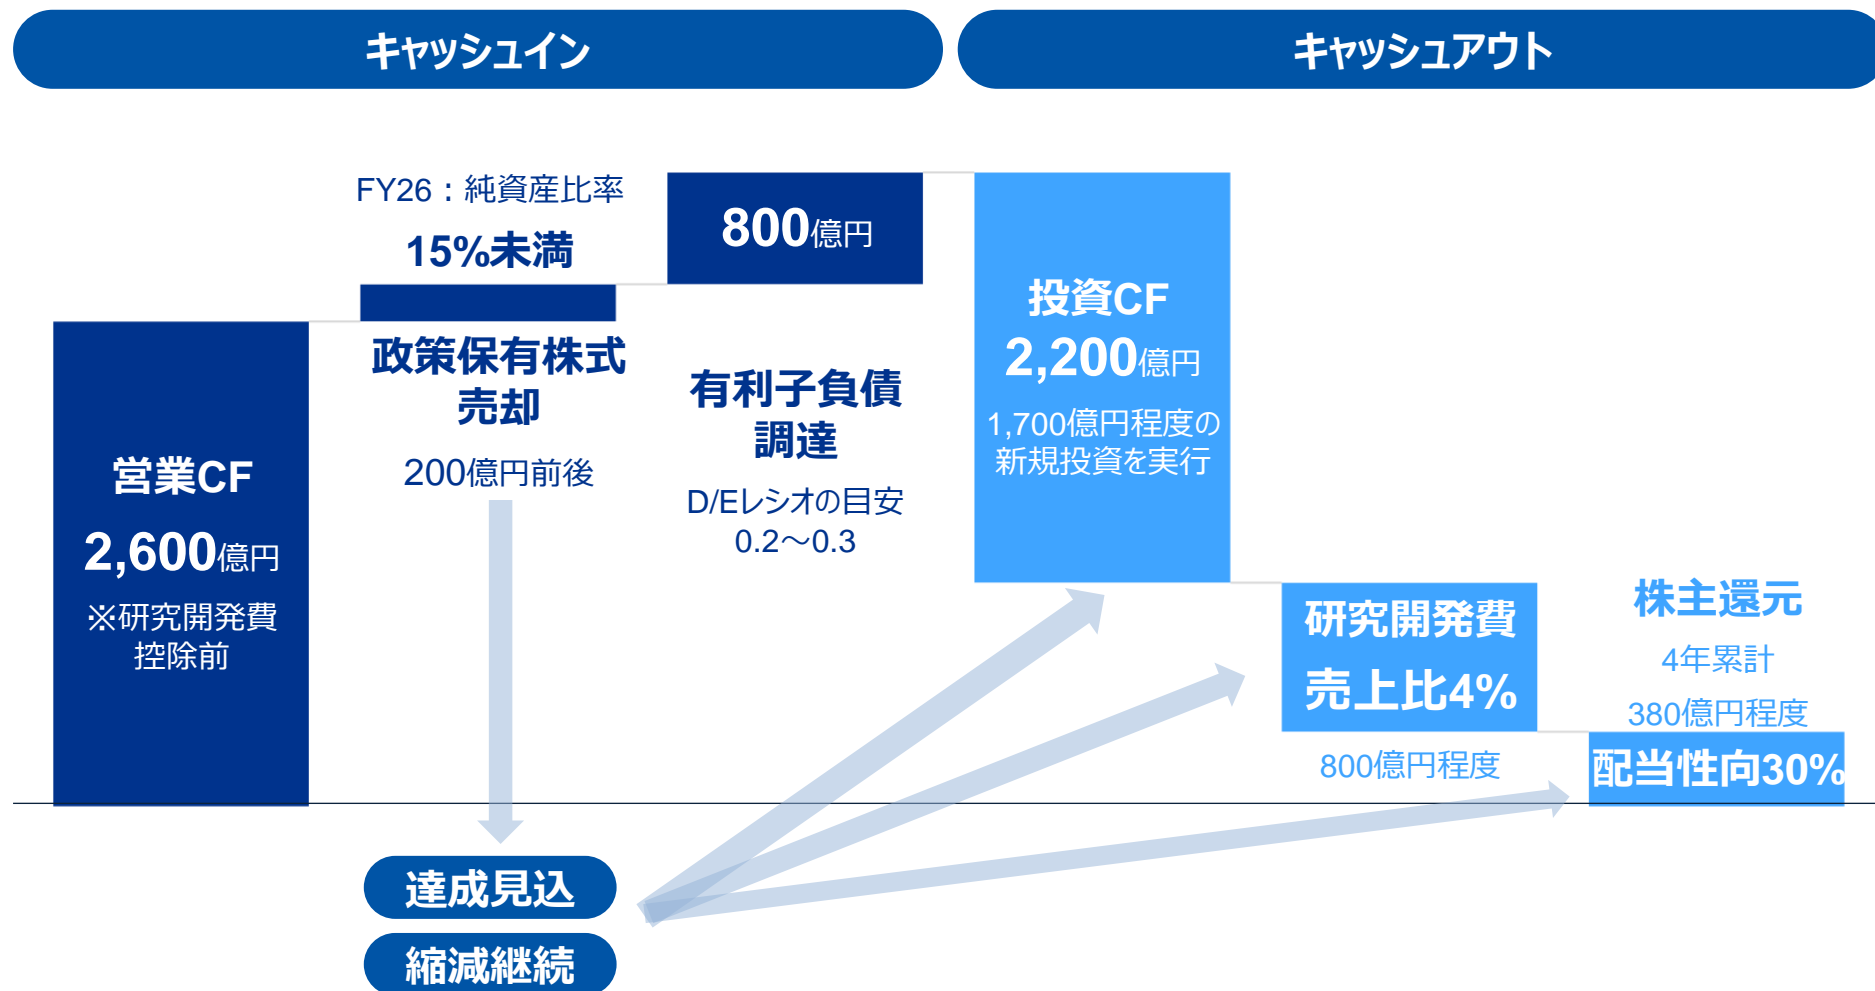 キャッシュイン
キャッシュアウト
営業CF
2,600億円
※研究開発費
控除前
FY26：純資産比率
15%未満
政策保有株式
売却
200億円前後
達成見込
縮減継続
800億円
有利子負債
調達
D/Eレシオの目安
0.2～0.3
投資CF
2,200億円
1,700億円程度の
新規投資を実行
研究開発費
売上比4%
800億円程度
株主還元
4年累計
380億円程度
配当性向30%